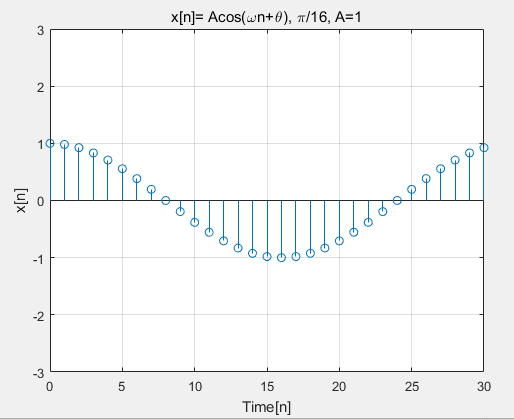 x[n]= Acos(ωn+θ), π/16, A=1
3
2
1
0
-1
-2
-3
x[n]
0 5 10 15 20 25 30
Time[n]